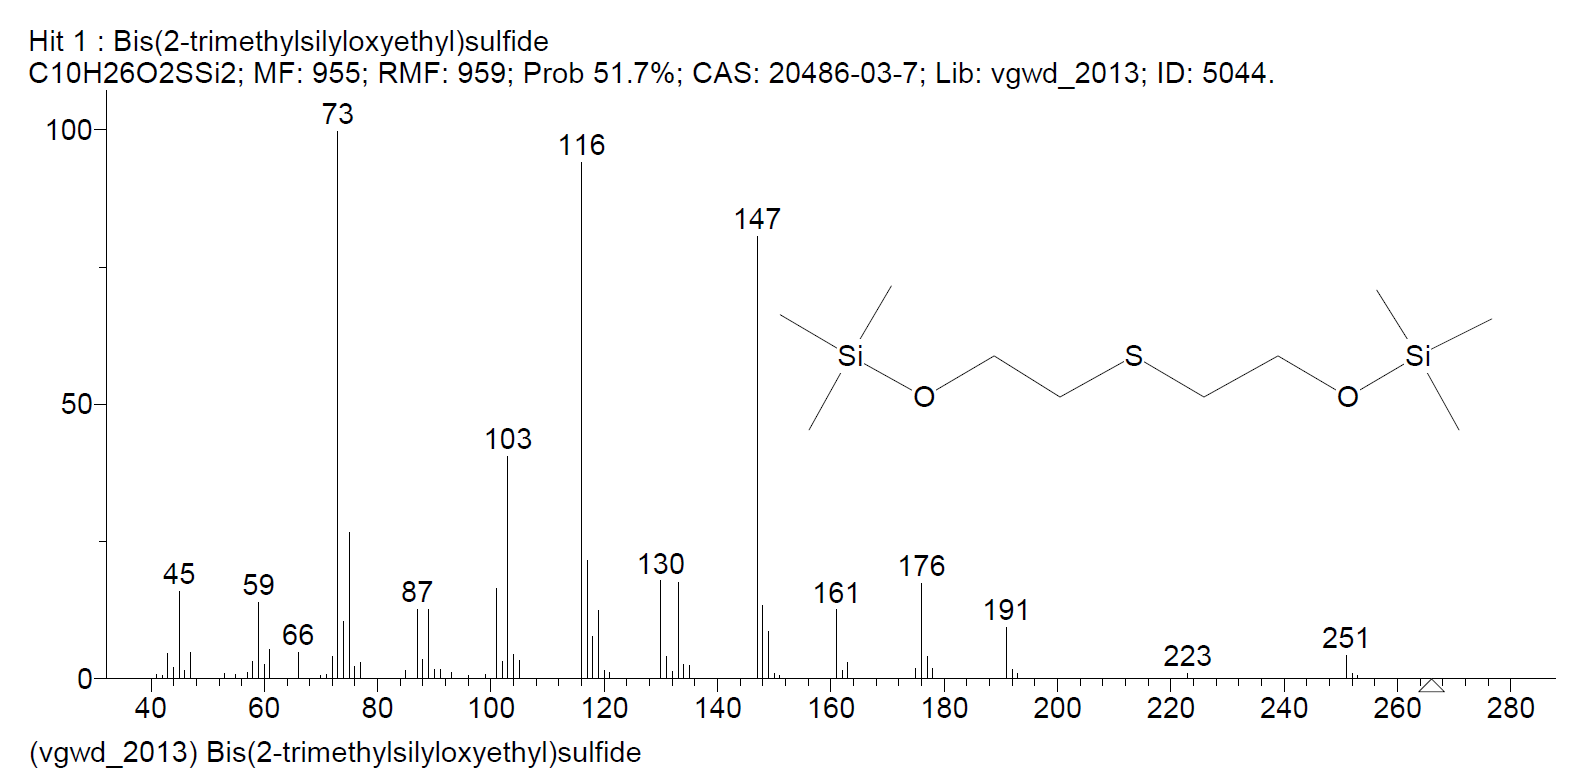 Hit 1 : Bis(2-trimethylsilyloxyethyl)sulfide
C10H26O2SSi2; MF: 955; RMF: 959; Prob 51.7%; CAS: 20486-03-7; Lib: vgwd_2013; ID: 5044.
100
73
116
147
Si
S
Si
O
O
50
103
45
59
66
87
130
161
176
191
223
251
0
40 60 80 100 120 140 160 180 200 220 240 260 280
(vgwd_2013) Bis(2-trimethylsilyloxyethyl)sulfide